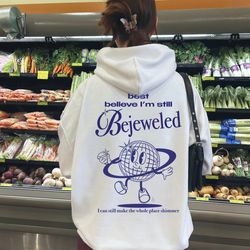 best
believe I'm still
Bejeweled
I can still make the whole place shimmer